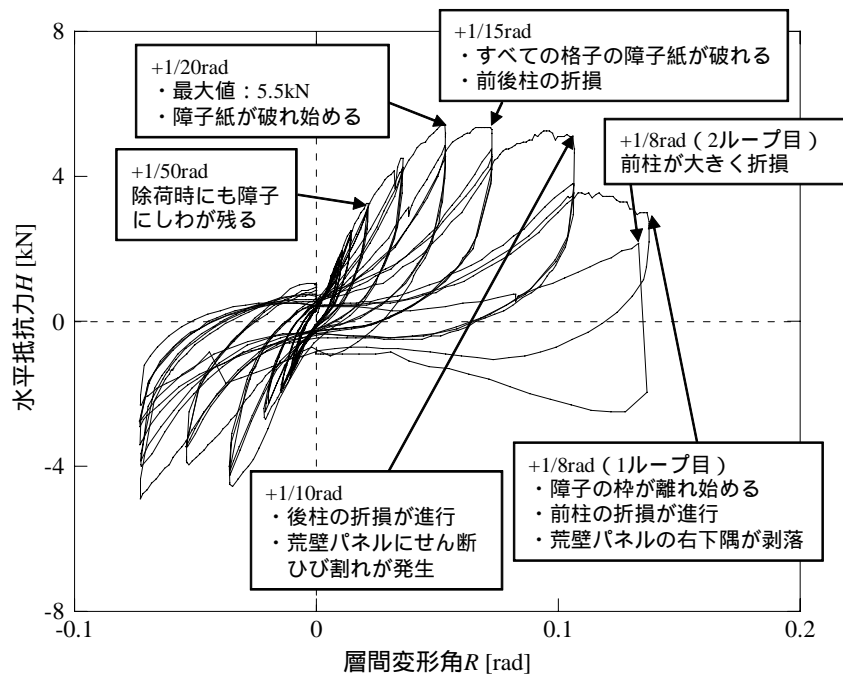 +1/15rad
・すべての格子の障子紙が破れる
・前後柱の折損
+1/20rad
・最大値：5.5kN
・障子紙が破れ始める
+1/8rad（2ループ目）
前柱が大きく折損
+1/50rad
除荷時にも障子
にしわが残る
+1/10rad
・後柱の折損が進行
・荒壁パネルにせん断
ひび割れが発生
+1/8rad（1ループ目）
・障子の枠が離れ始める
・前柱の折損が進行
・荒壁パネルの右下隅が剥落
水平抵抗力H [kN]
8
4
0
-4
-8
-0.1
0
0.1
0.2
層間変形角R [rad]